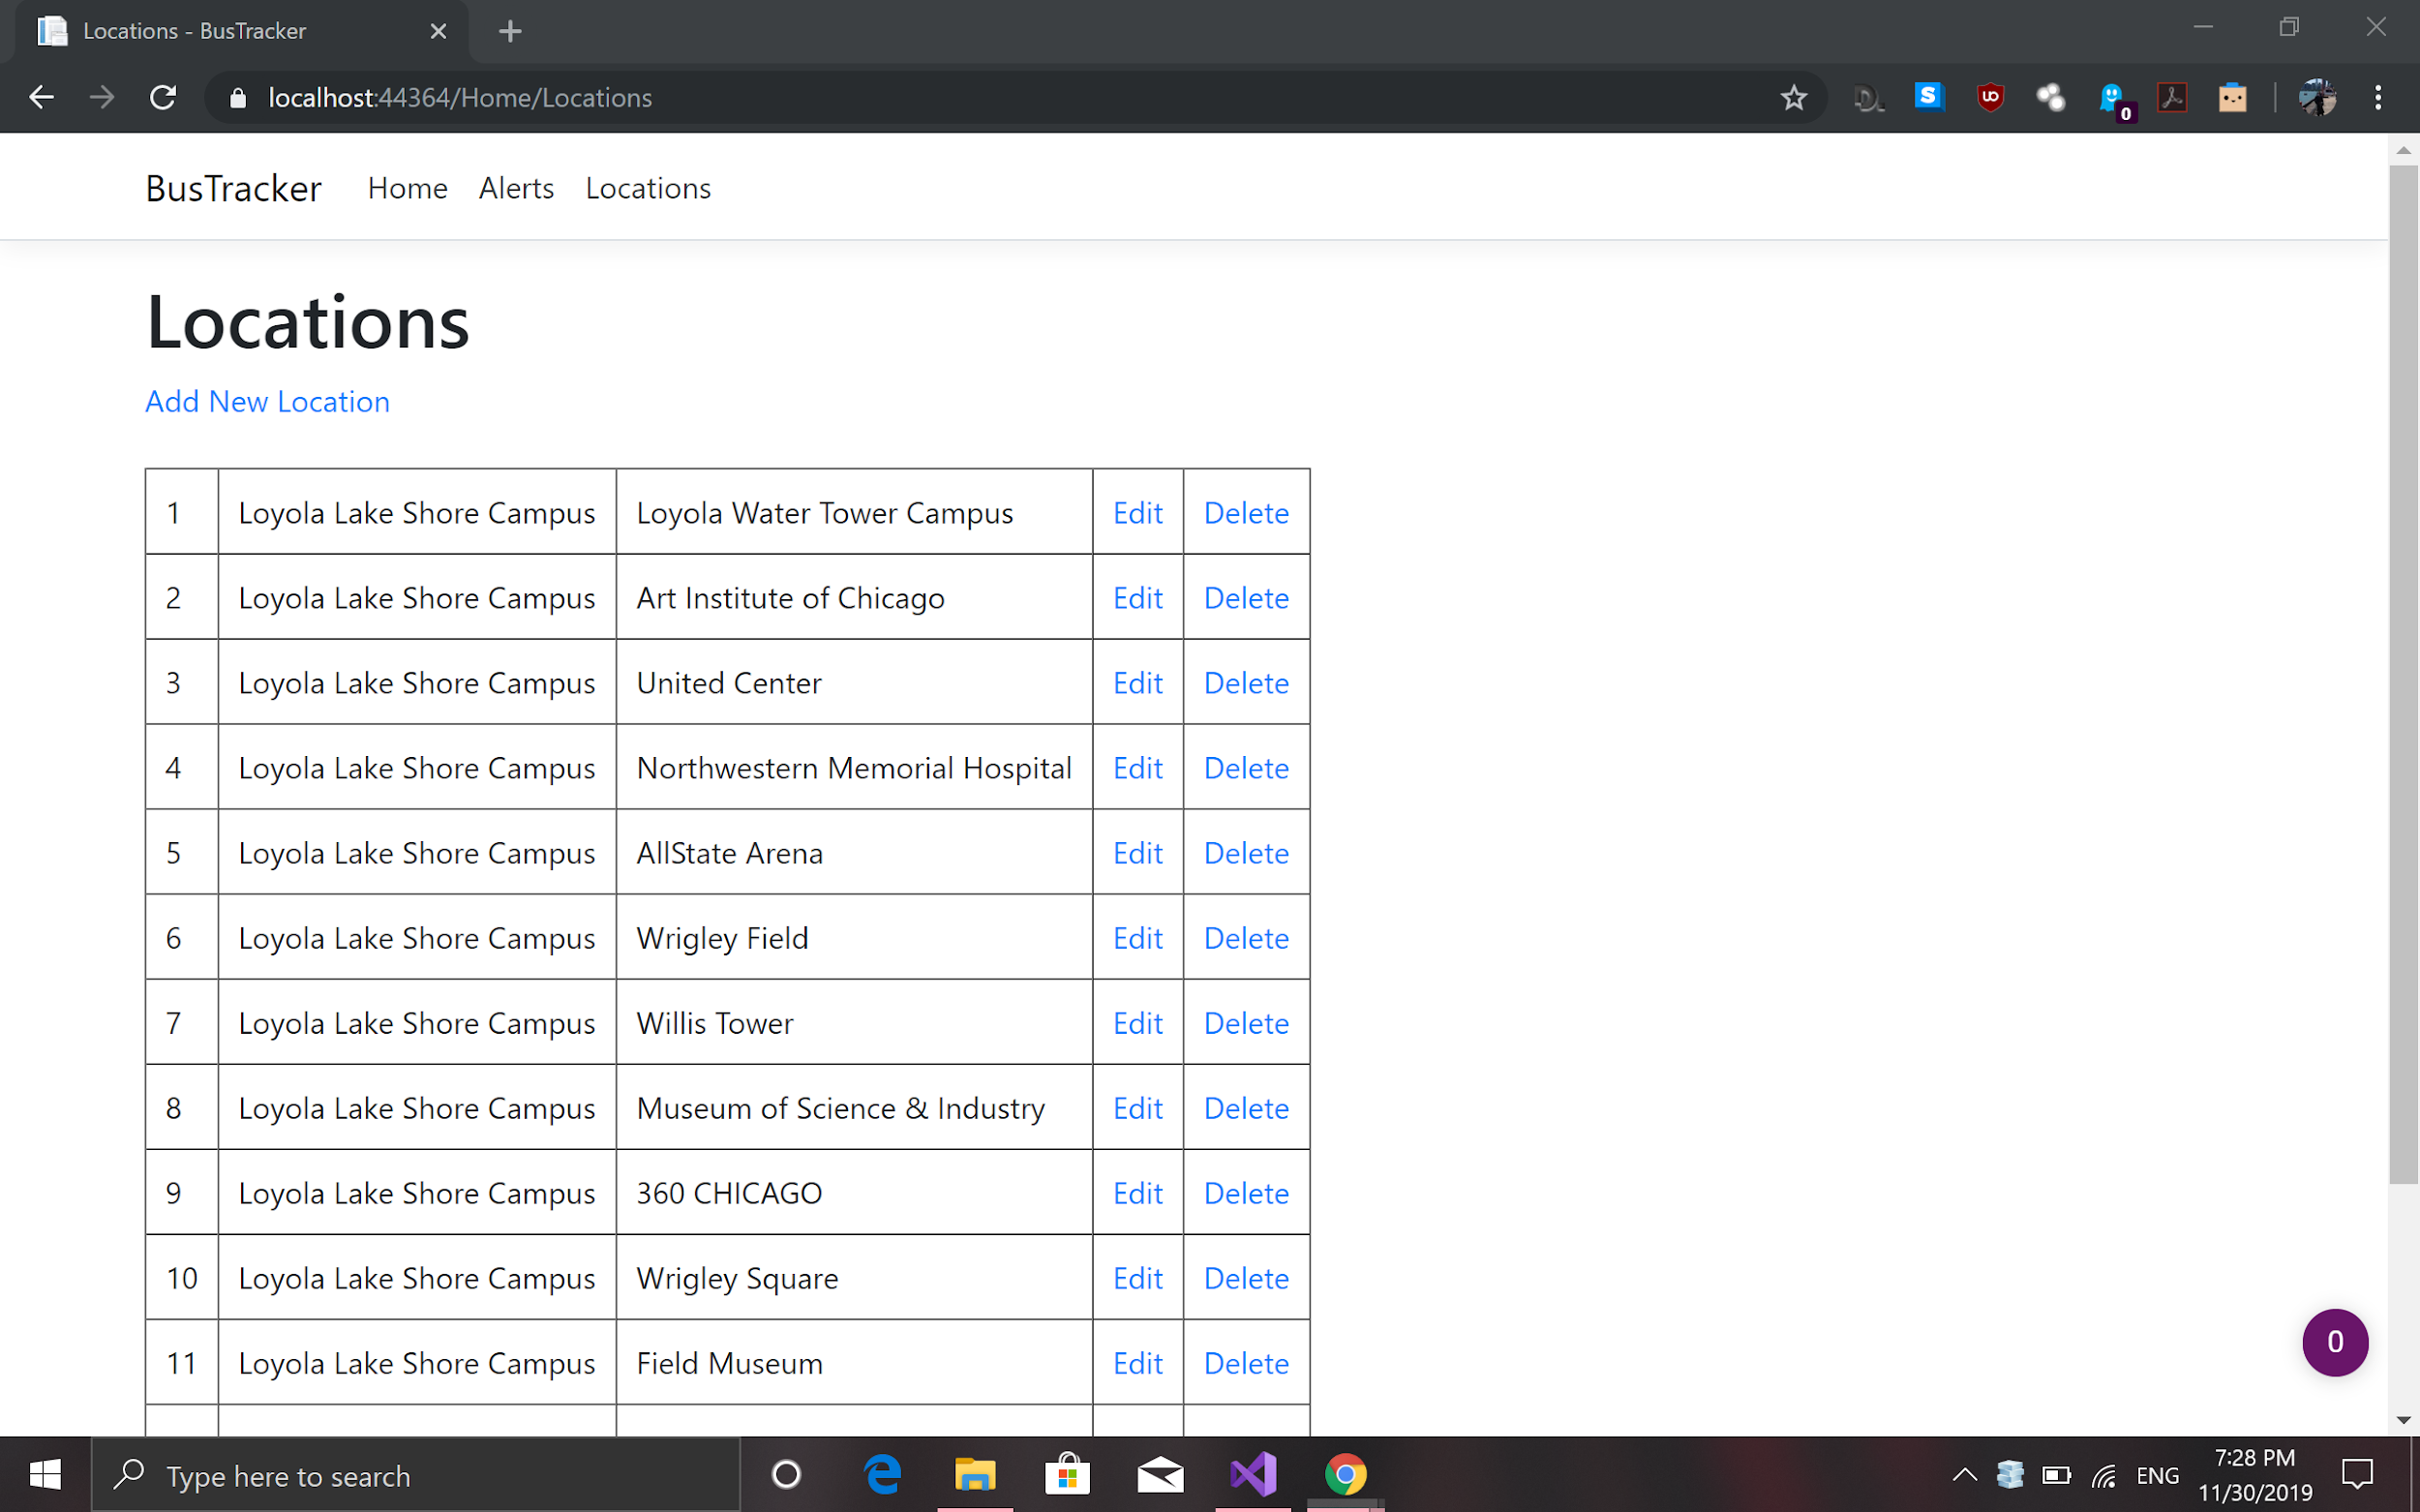 Locations - BusTracker
localhost:44364/Home/Locations
0
BusTracker Home Alerts Locations
Locations
Add New Location
1 Loyola Lake Shore Campus Loyola Water Tower Campus Edit Delete
2 Loyola Lake Shore Campus Art Institute of Chicago Edit Delete
3 Loyola Lake Shore Campus United Center Edit Delete
4 Loyola Lake Shore Campus Northwestern Memorial Hospital Edit Delete
5 Loyola Lake Shore Campus AllState Arena Edit Delete
6 Loyola Lake Shore Campus Wrigley Field Edit Delete
7 Loyola Lake Shore Campus Willis Tower Edit Delete
8 Loyola Lake Shore Campus Museum of Science & Industry Edit Delete
9 Loyola Lake Shore Campus 360 CHICAGO Edit Delete
10 Loyola Lake Shore Campus Wrigley Square Edit Delete
11 Loyola Lake Shore Campus Field Museum Edit Delete
0
Type here to search
ENG
7:28 PM
11/30/2019